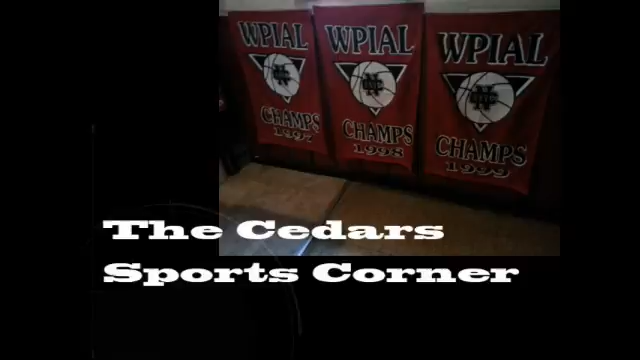 WPIAL WPIAL WPIAL
N N N
CHAMPS CHAMPS CHAMPS
1997 1998 1999
The Cedars
Sports Corner